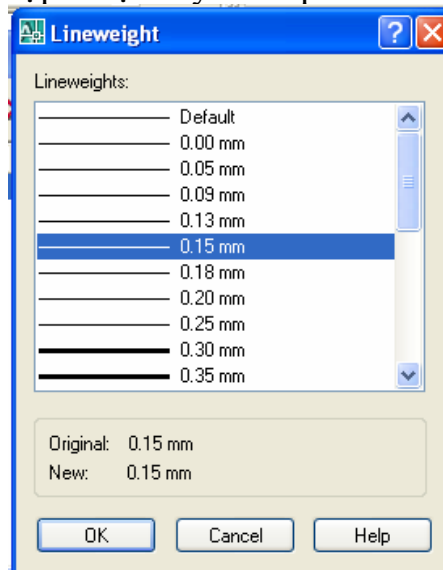 Lineweight
Lineweights:
Default
0.00 mm
0.05 mm
0.09 mm
0.13 mm
0.15 mm
0.18 mm
0.20 mm
0.25 mm
0.30 mm
0.35 mm
Original: 0.15 mm
New: 0.15 mm
OK Cancel Help